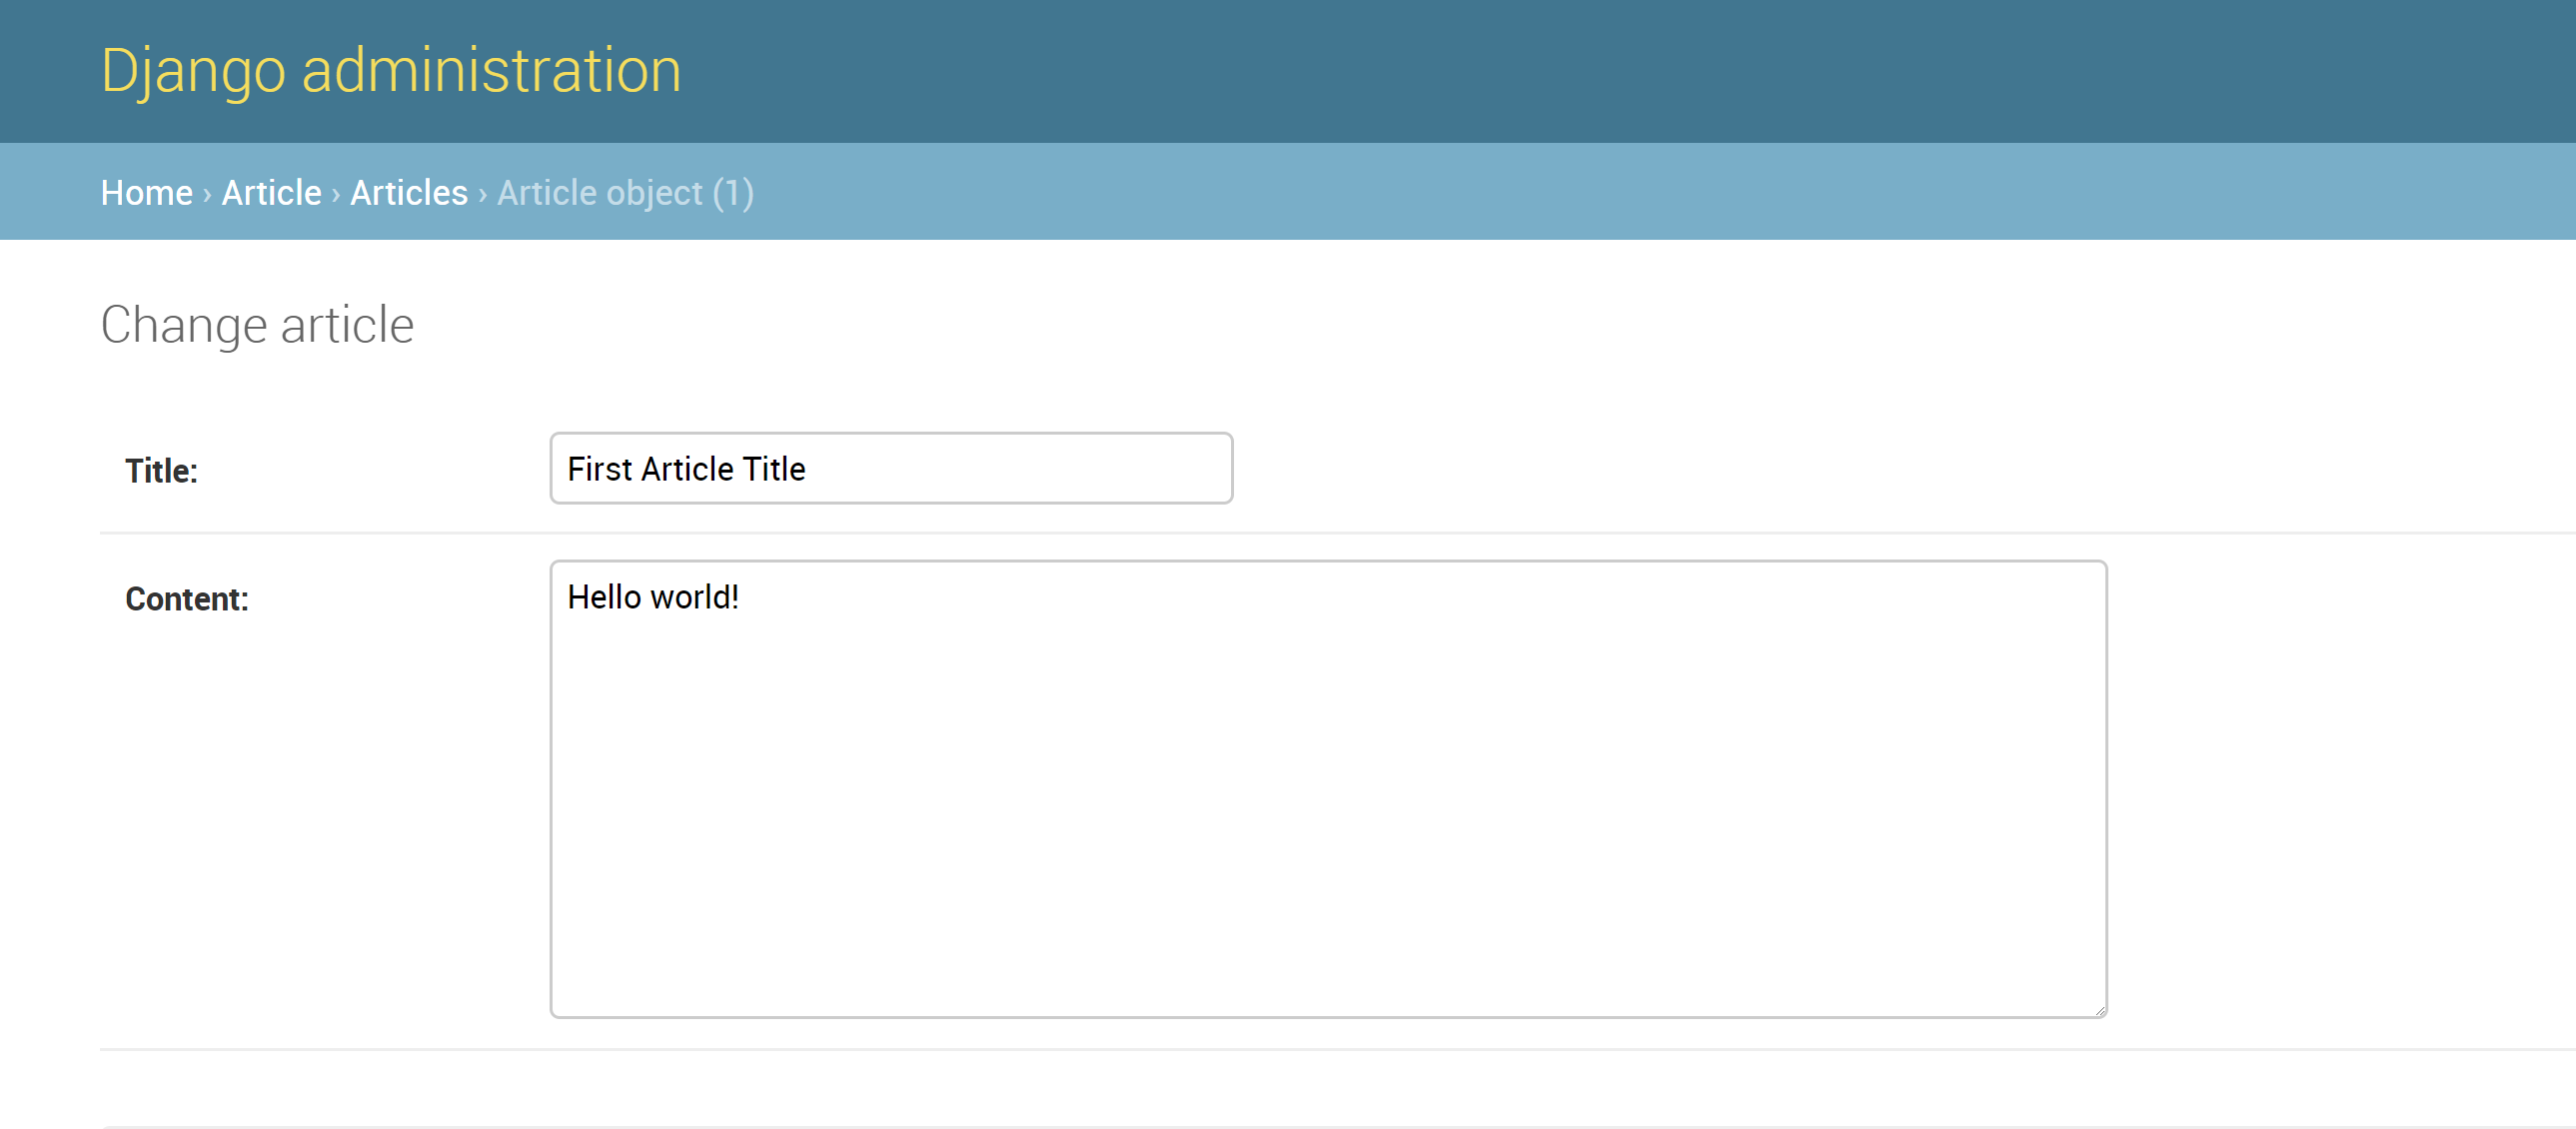 Django administration
Home › Article › Articles › Article object (1)
Change article
Title:
First Article Title
Content:
Hello world!